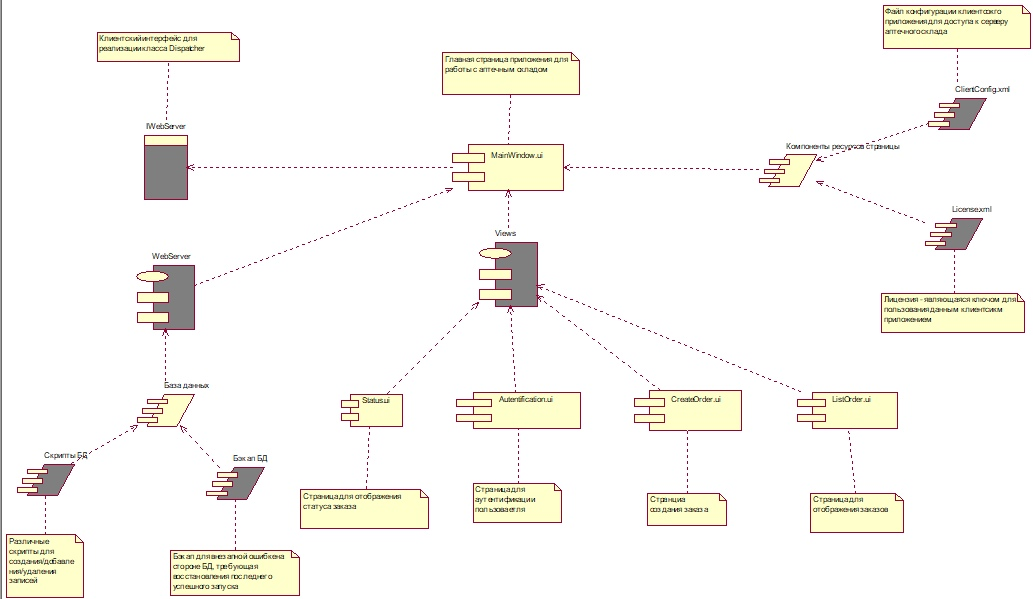 Файл конфигурации клиентского
приложения для доступа к серверу
аптечного склада
Клиентский интерфейс для
реализации класса Dispatcher
Главная страница приложения для
работы с аптечным складом
ClientConfig.xml
IWebServer
MainWindow.ui
Компоненты ресурсов страницы
License.xml
Views
WebServer
Лицензия - являющаяся ключом для
пользования данным клиентсикм
приложением
База данных
Status.ui
Autentification.ui
CreateOrder.ui
ListOrder.ui
Скрипты БД
Бэкап БД
Страница для отображения
статуса заказа
Страница для
аутентификации
пользователя
Странциа
создания заказа
Страница для
отображения заказов
Различные
скрипты для
создания/добавле
ния/удаления
записей
Бэкап для внезапной ошибки на
стороне БД, требующая
восстановления последнего
успешного запуска